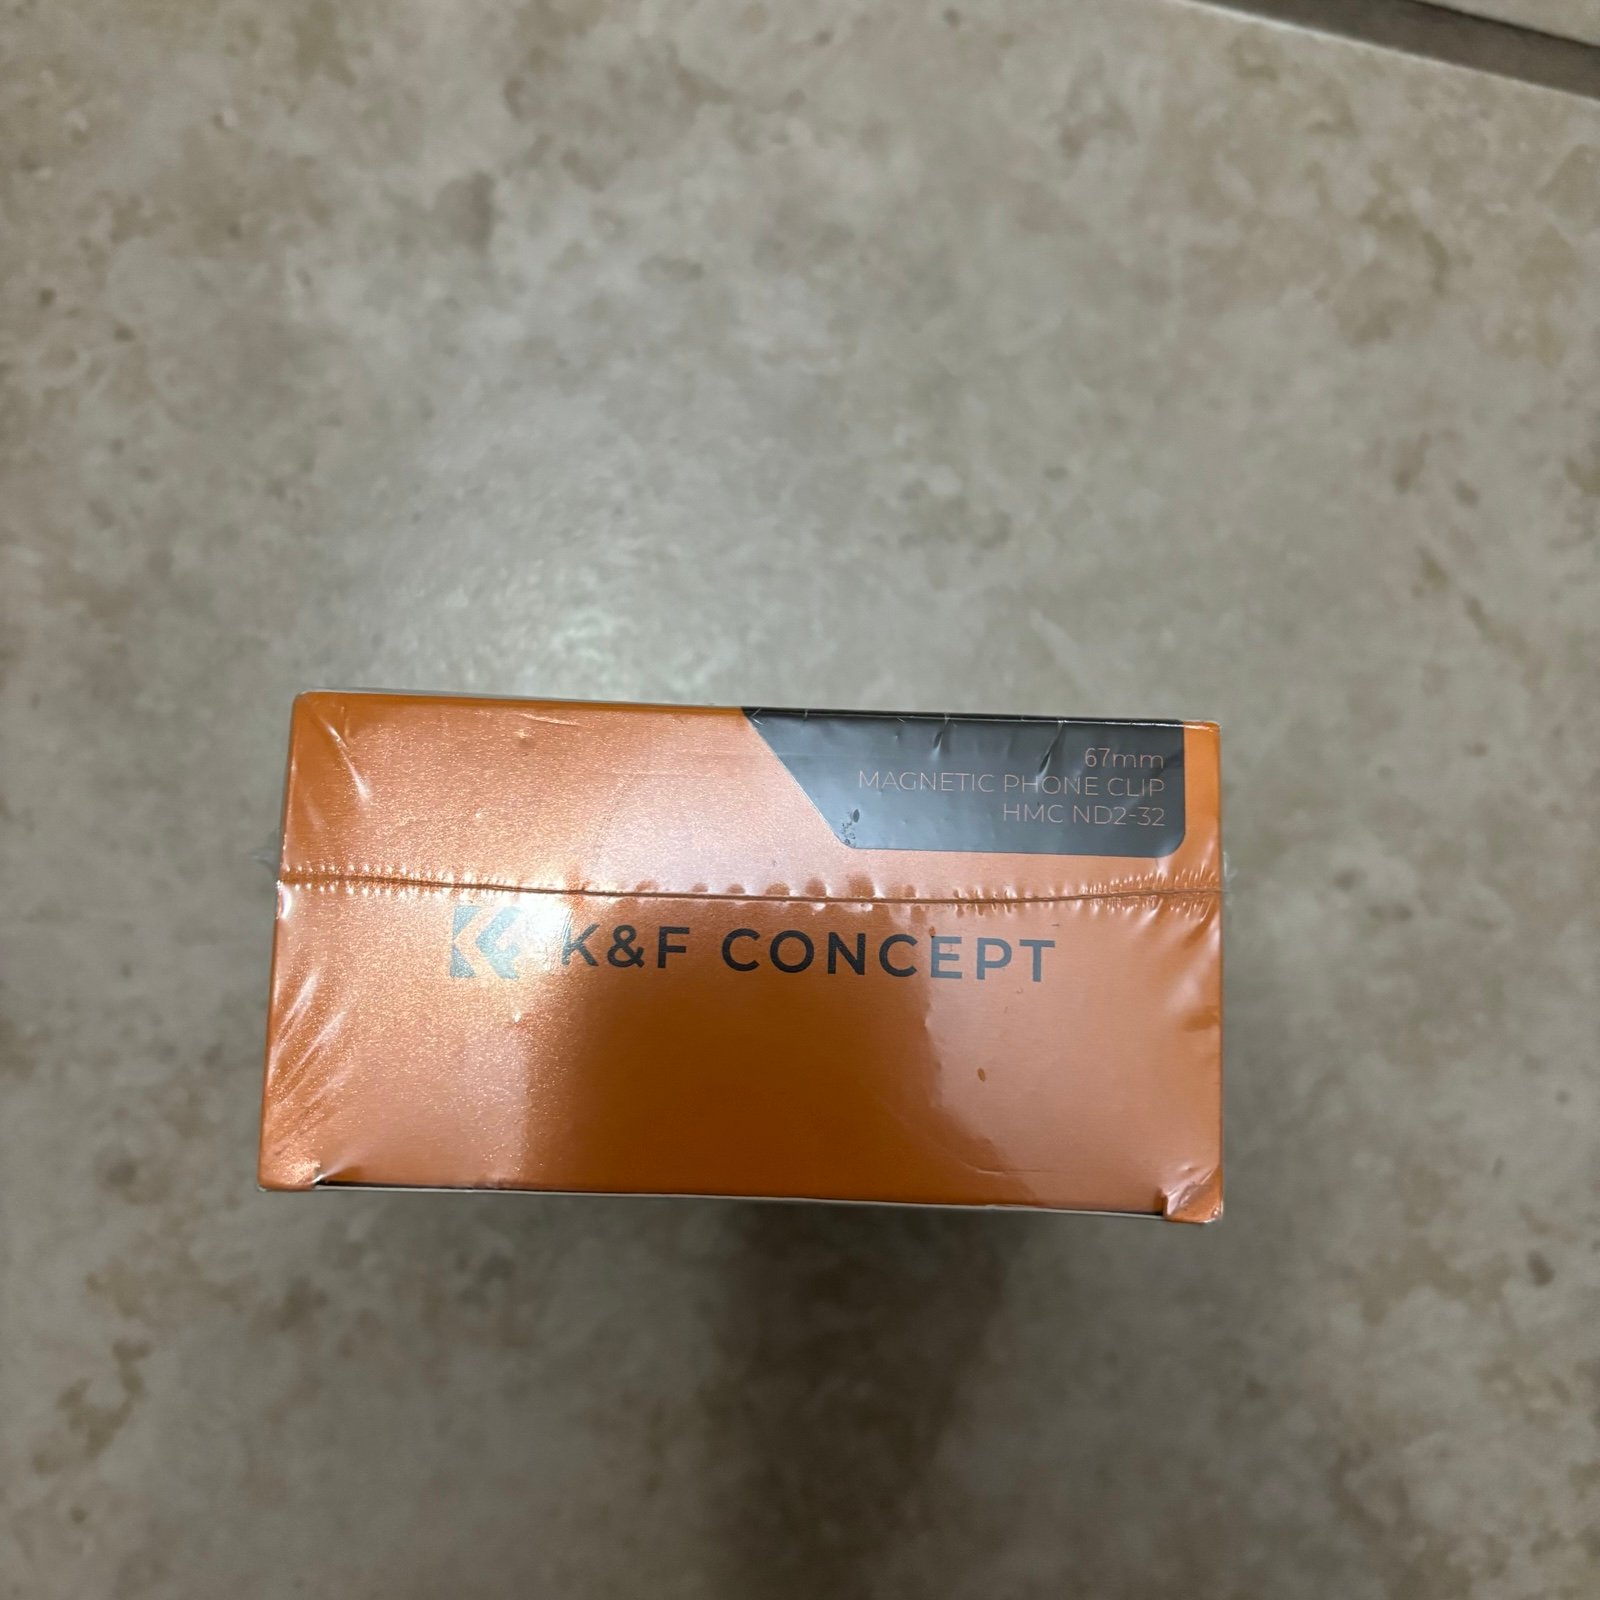 67mm
MAGNETIC PHONE CLIP
HMC ND2-32
K&F CONCEPT